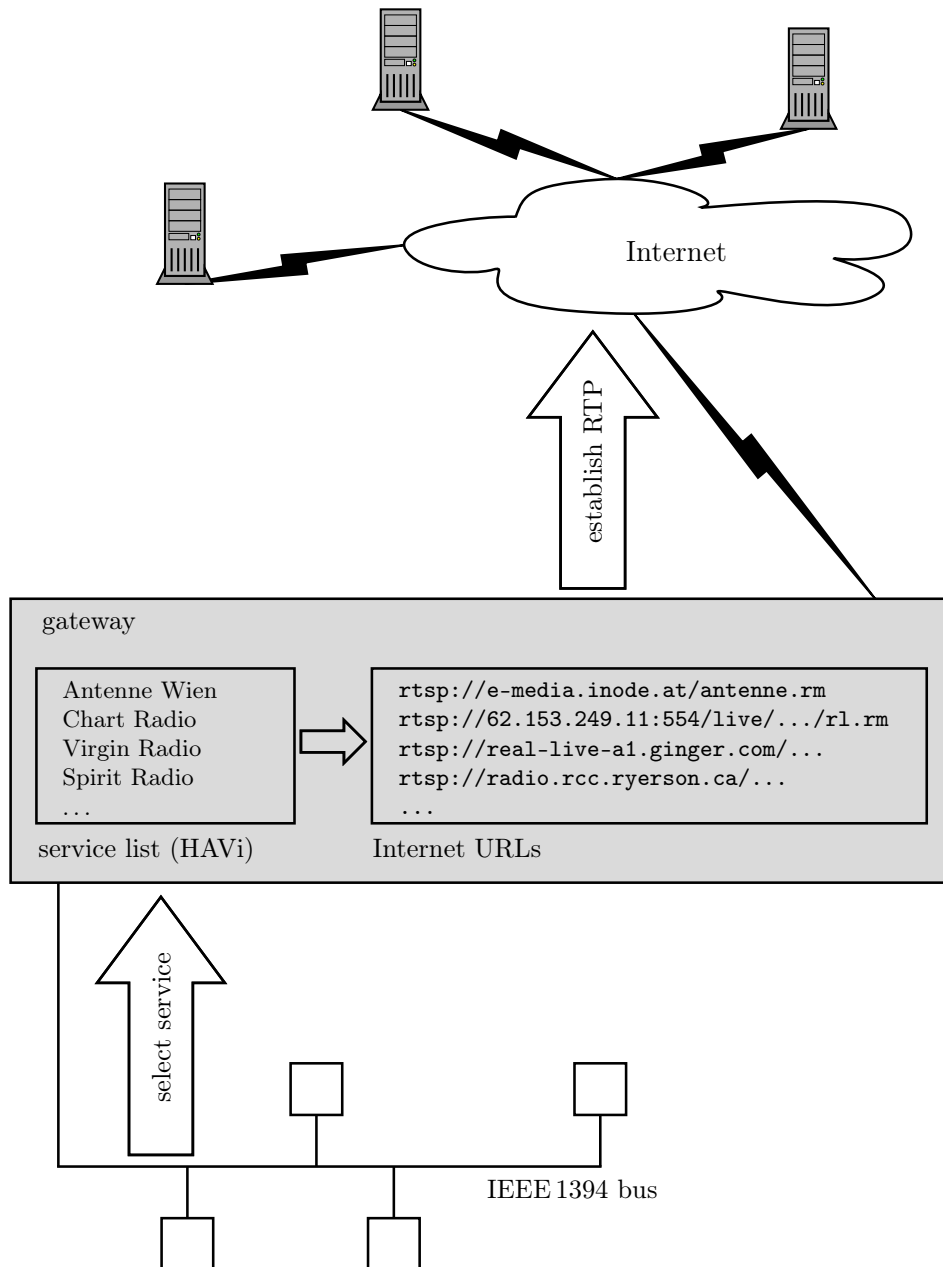 Internet
establish RTP
gateway
Antenne Wien
Chart Radio
Virgin Radio
Spirit Radio
...
service list (HAVi)
rtsp://e-media.inode.at/antenne.rm
rtsp://62.153.249.11:554/live/.../rl.rm
rtsp://real-live-a1.ginger.com/...
rtsp://radio.rcc.ryerson.ca/...
...
Internet URLs
select service
IEEE 1394 bus